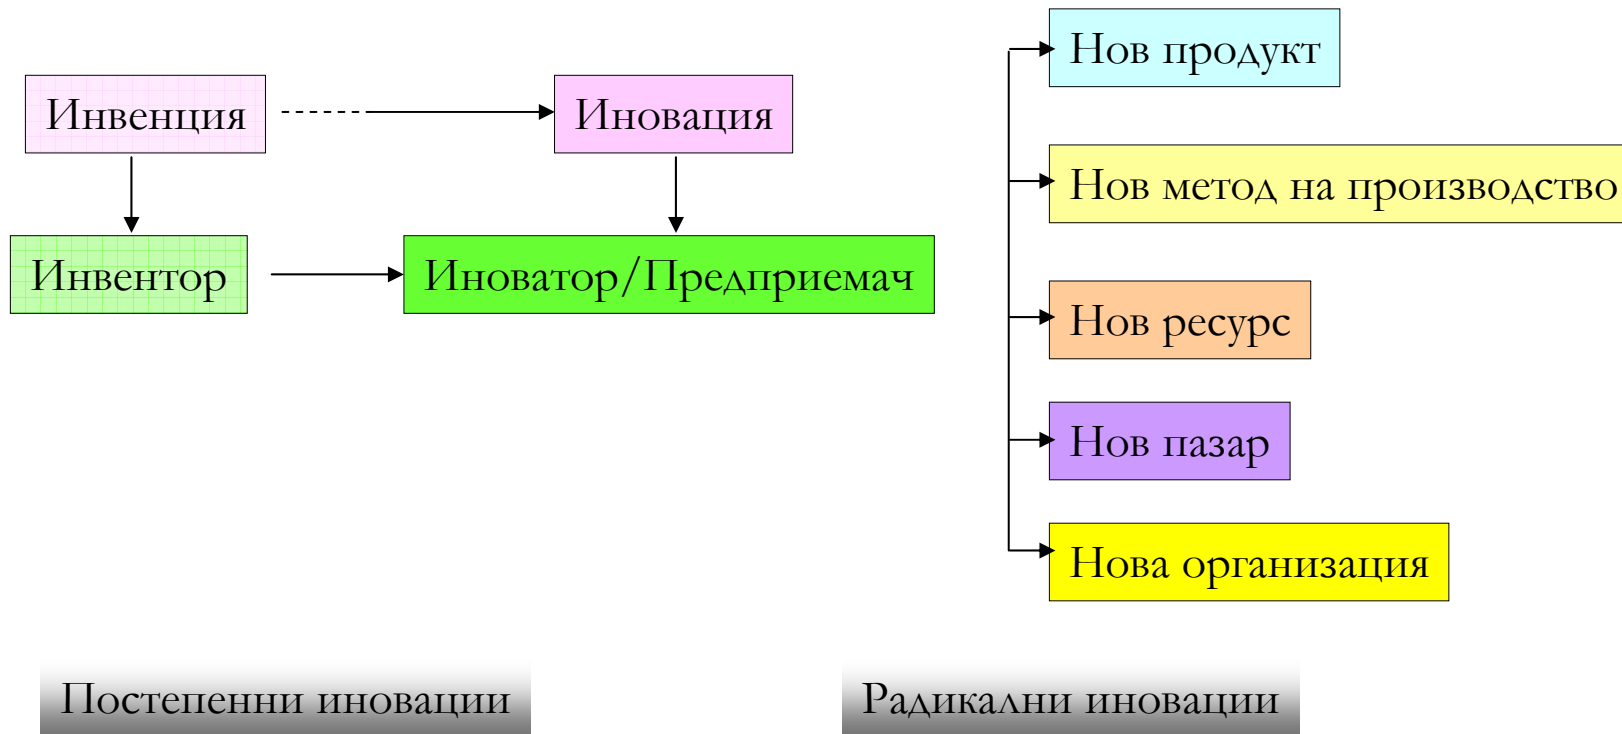 Инвенция
Иновация
Инвентор
Иноватор/Предприемач
Нов продукт
Нов метод на производство
Нов ресурс
Нов пазар
Нова организация
Постепенни иновации
Радикални иновации